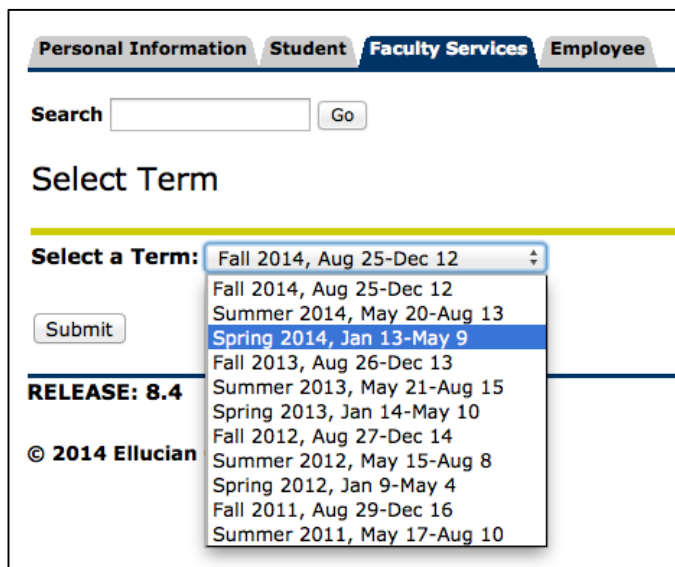 Personal Information Student Faculty Services Employee
Search Go
Select Term
Select a Term: Fall 2014, Aug 25-Dec 12
Fall 2014, Aug 25-Dec 12
Summer 2014, May 20-Aug 13
Submit
Spring 2014, Jan 13-May 9
Fall 2013, Aug 26-Dec 13
RELEASE: 8.4
Summer 2013, May 21-Aug 15
Spring 2013, Jan 14-May 10
Fall 2012, Aug 27-Dec 14
© 2014 Ellucian
Summer 2012, May 15-Aug 8
Spring 2012, Jan 9-May 4
Fall 2011, Aug 29-Dec 16
Summer 2011, May 17-Aug 10